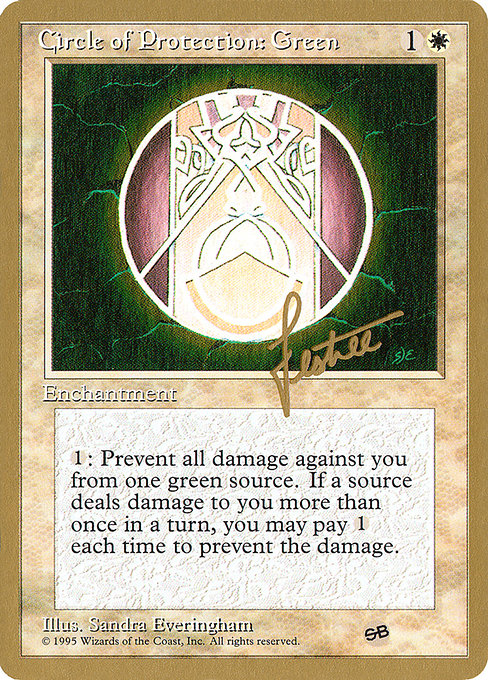 Circle of Protection: Green 1
S/E
Lestree
Enchantment
1: Prevent all damage against you
from one green source. If a source
deals damage to you more than
once in a turn, you may pay 1
each time to prevent the damage.
Illus. Sandra Everingham
© 1995 Wizards of the Coast, Inc. All rights reserved.
SB